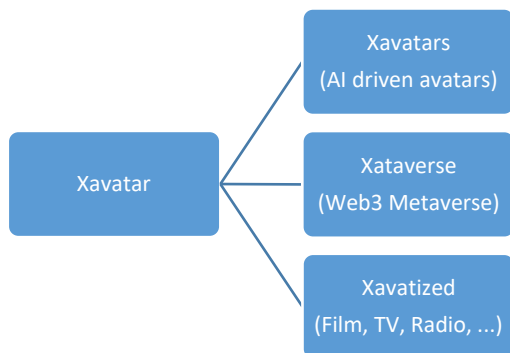 Xavatar
Xavatars
(AI driven avatars)
Xataverse
(Web3 Metaverse)
Xavatized
(Film, TV, Radio, ...)